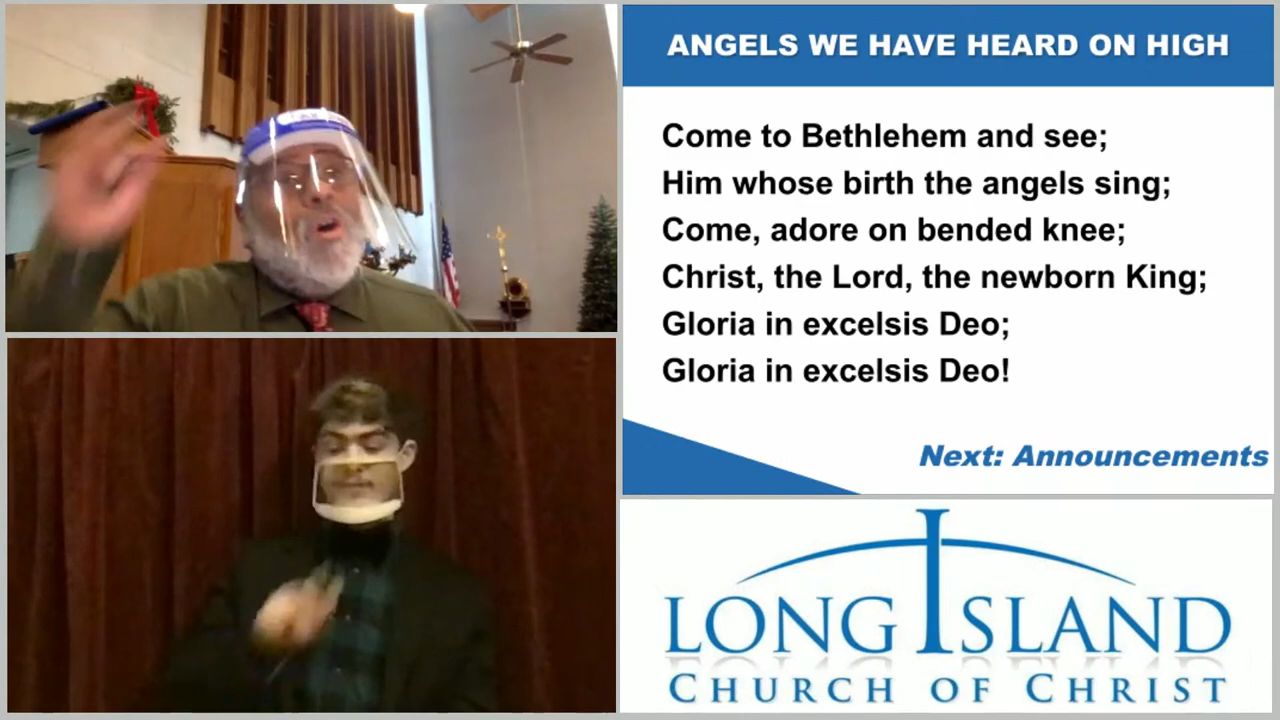 ANGELS WE HAVE HEARD ON HIGH
Come to Bethlehem and see;
Him whose birth the angels sing;
Come, adore on bended knee;
Christ, the Lord, the newborn King;
Gloria in excelsis Deo;
Gloria in excelsis Deo!
Next: Announcements
LONG ISLAND
CHURCH OF CHRIST